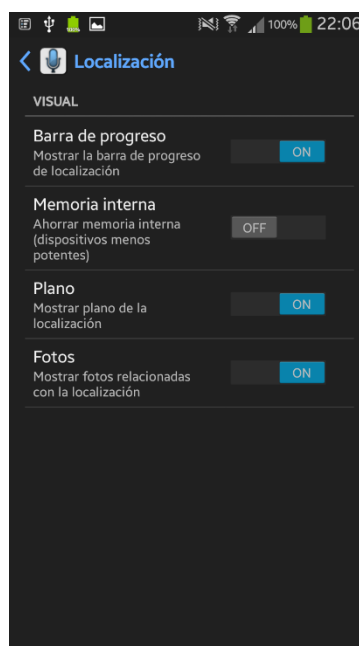 100% 22:06
Localización
VISUAL
Barra de progreso
Mostrar la barra de progreso
de localización
ON
Memoria interna
Ahorrar memoria interna
(dispositivos menos
potentes)
OFF
Plano
Mostrar plano de la
localización
ON
Fotos
Mostrar fotos relacionadas
con la localización
ON